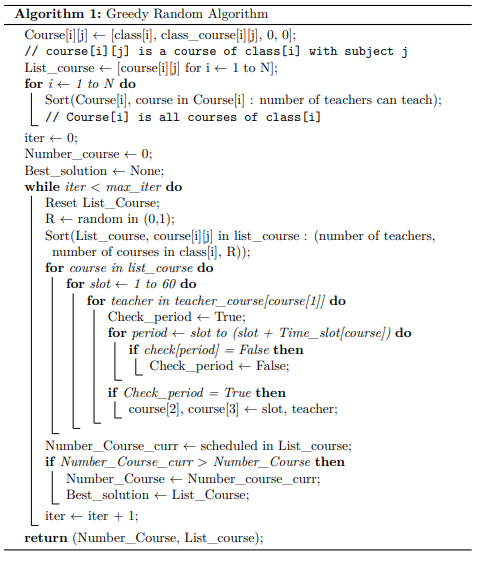 Algorithm 1: Greedy Random Algorithm
Course[i][j] ← [class[i], class_course[i][j], 0, 0];
// course[i][j] is a course of class[i] with subject j
List_course ← [course[i][j] for i ← 1 to N];
for i ← 1 to N do
Sort(Course[i], course in Course[i] : number of teachers can teach);
// Course[i] is all courses of class[i]
iter ← 0;
Number_course ← 0;
Best_solution ← None;
while iter < max_iter do
Reset List_Course;
R ← random in (0,1);
Sort(List_course, course[i][j] in list_course : (number of teachers,
number of courses in class[i], R));
for course in list_course do
for slot ← 1 to 60 do
for teacher in teacher_course[course[1]] do
Check_period ← True;
for period ← slot to (slot + Time_slot[course]) do
if check[period] = False then
Check_period ← False;
if Check_period = True then
course[2], course[3] ← slot, teacher;
Number_Course_curr ← scheduled in List_course;
if Number_Course_curr > Number_Course then
Number_Course ← Number_course_curr;
Best_solution ← List_Course;
iter ← iter + 1;
return (Number_Course, List_course);